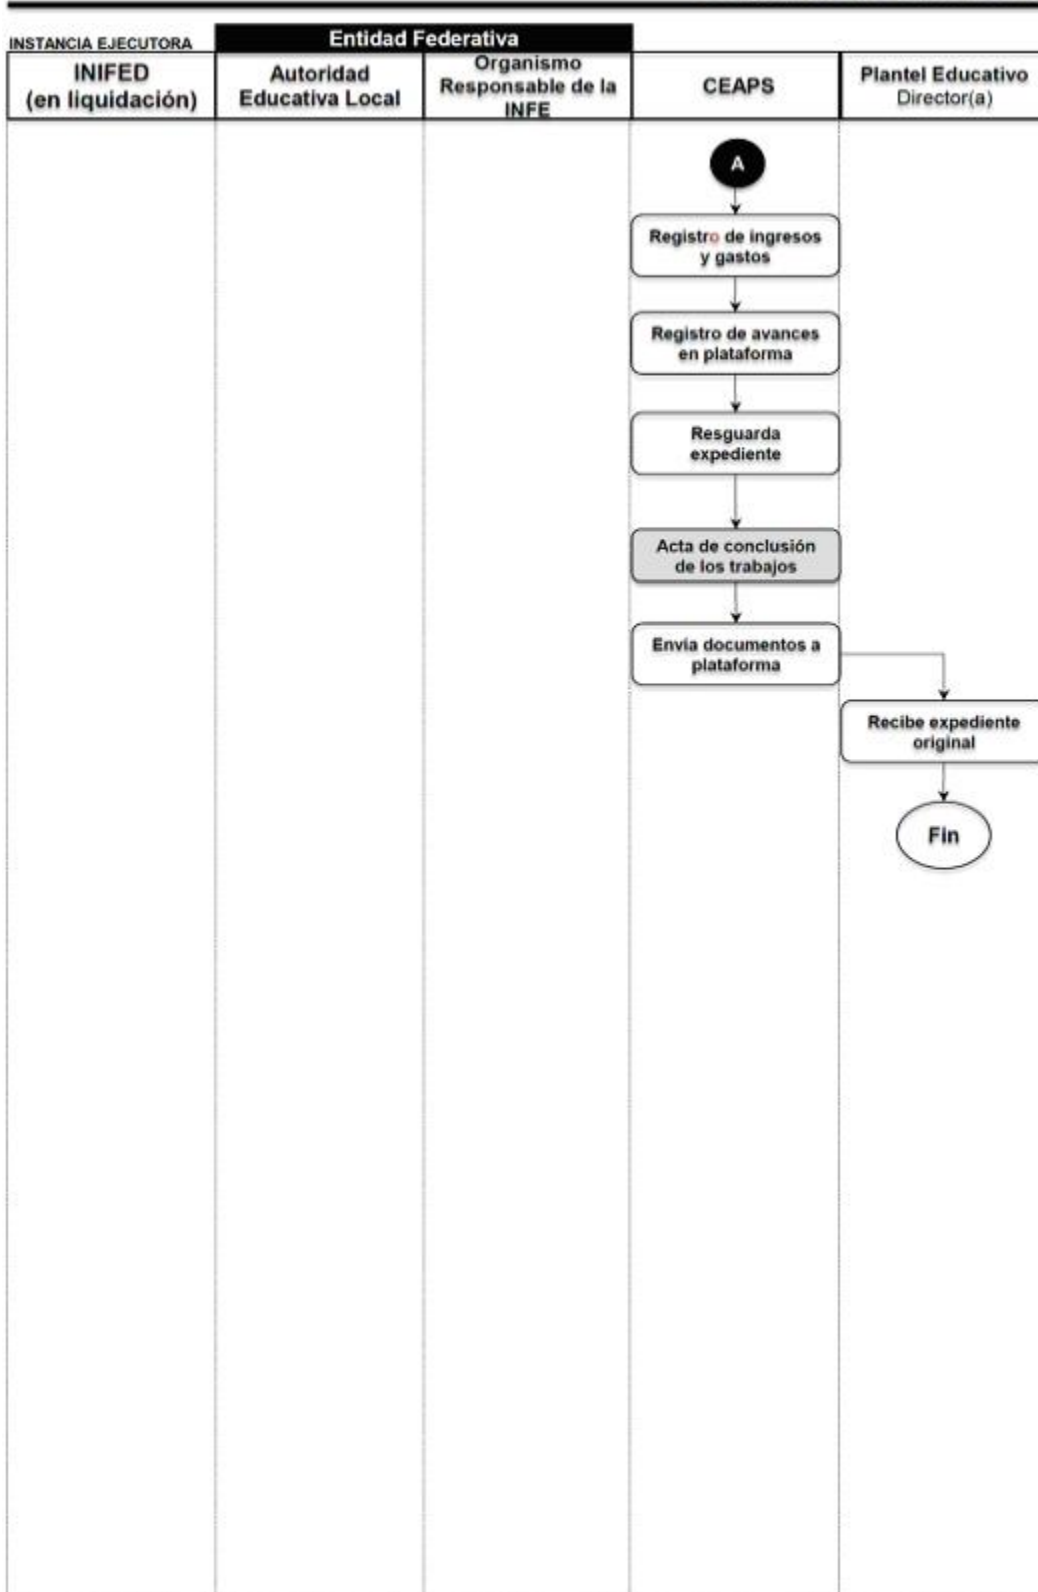 INSTANCIA EJECUTORA
Entidad Federativa
INIFED
(en liquidación)
Autoridad
Educativa Local
Organismo
Responsable de la
INFE
CEAPS
Plantel Educativo
Director(a)
A
Registro de ingresos
y gastos
Registro de avances
en plataforma
Resguarda
expediente
Acta de conclusión
de los trabajos
Envia documentos a
plataforma
Recibe expediente
original
Fin